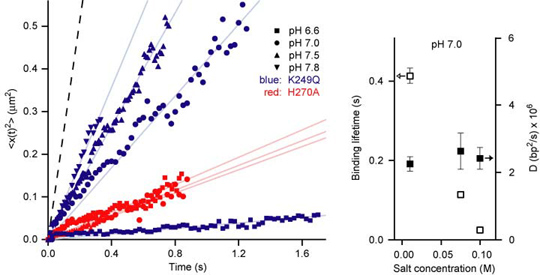 <x(t)²> (μm²)
0.5
0.4
0.3
0.2
0.1
0.0
0.0
0.4
0.8
1.2
1.6
Time (s)
■ pH 6.6
● pH 7.0
▲ pH 7.5
▼ pH 7.8
blue: K249Q
red: H270A
pH 7.0
Binding lifetime (s)
0.4
0.2
0.0
0.00
0.05
0.10
Salt concentration (M)
6
4
2
0
D (bp²/s) x 10⁶